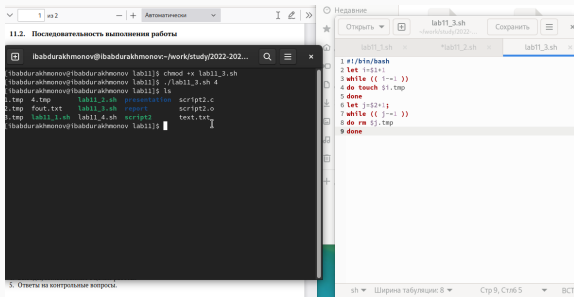 1 из 2
Автоматически
11.2. Последовательность выполнения работы
ibabdurakhmonov@ibabdurakhmonov:~/work/study/2022-202...
[ibabdurakhmonov@ibabdurakhmonov lab11]$ chmod +x lab11_3.sh
[ibabdurakhmonov@ibabdurakhmonov lab11]$ ./lab11_3.sh 4
[ibabdurakhmonov@ibabdurakhmonov lab11]$ ls
1.tmp 4.tmp lab11_2.sh presentation script2.c
2.tmp fout.txt lab11_3.sh report script2.o
3.tmp lab11_1.sh lab11_4.sh script2 text.txt
[ibabdurakhmonov@ibabdurakhmonov lab11]$
5. Ответы на контрольные вопросы.
Недавние
Открыть
lab11_3.sh
~/work/study/2022-...
Сохранить
lab11_1.sh
*lab11_2.sh
lab11_3.sh
1 #!/bin/bash
2 let i=$1+1
3 while (( i-=1 ))
4 do touch $i.tmp
5 done
6 let j=$2+1;
7 while (( j-=1 ))
8 do rm $j.tmp
9 done
sh
Ширина табуляции: 8
Стр 9, Стлб 5
ВСТ